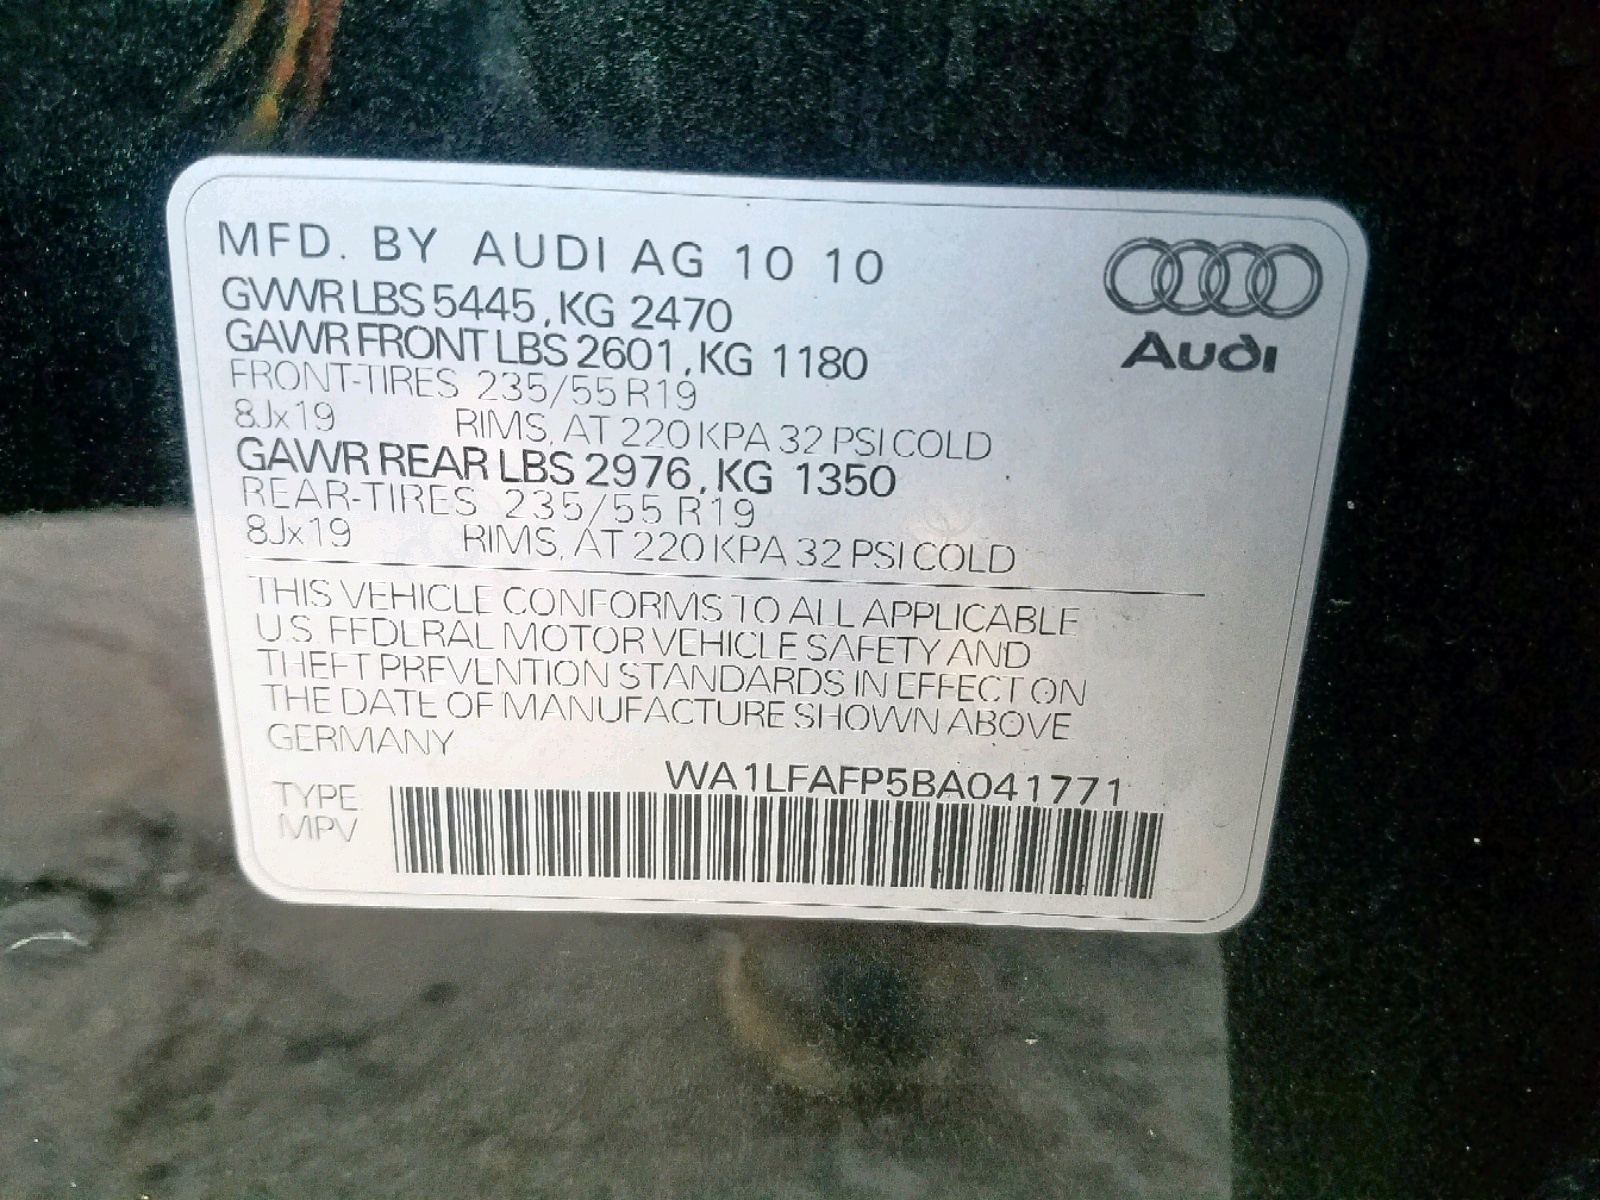 MFD. BY AUDI AG 10 10
GVWR LBS 5445, KG 2470
GAWR FRONT LBS 2601, KG 1180
FRONT-TIRES 235/55 R19
8Jx19 RIMS, AT 220 KPA 32 PSI COLD
GAWR REAR LBS 2976, KG 1350
REAR-TIRES 235/55 R19
8Jx19 RIMS, AT 220 KPA 32 PSI COLD
Audi
THIS VEHICLE CONFORMS TO ALL APPLICABLE
U.S. FEDERAL MOTOR VEHICLE SAFETY AND
THEFT PREVENTION STANDARDS IN EFFECT ON
THE DATE OF MANUFACTURE SHOWN ABOVE
GERMANY
WA1LFAFP5BA041771
TYPE
MPV